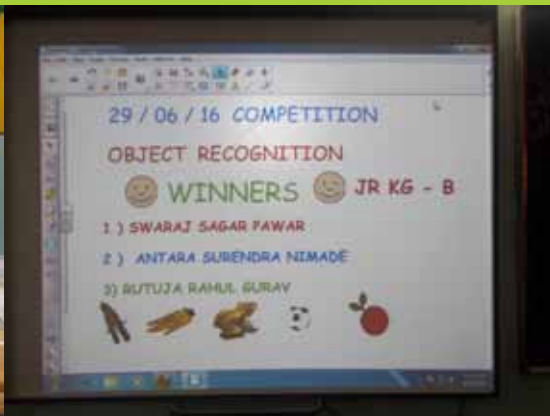 29 / 06 / 16 COMPETITION
OBJECT RECOGNITION
WINNERS JR KG - B
1 ) SWARAJ SAGAR PAWAR
2 ) ANTARA SURENDRA NIMADE
3) RUTUJA RAHUL GURAV